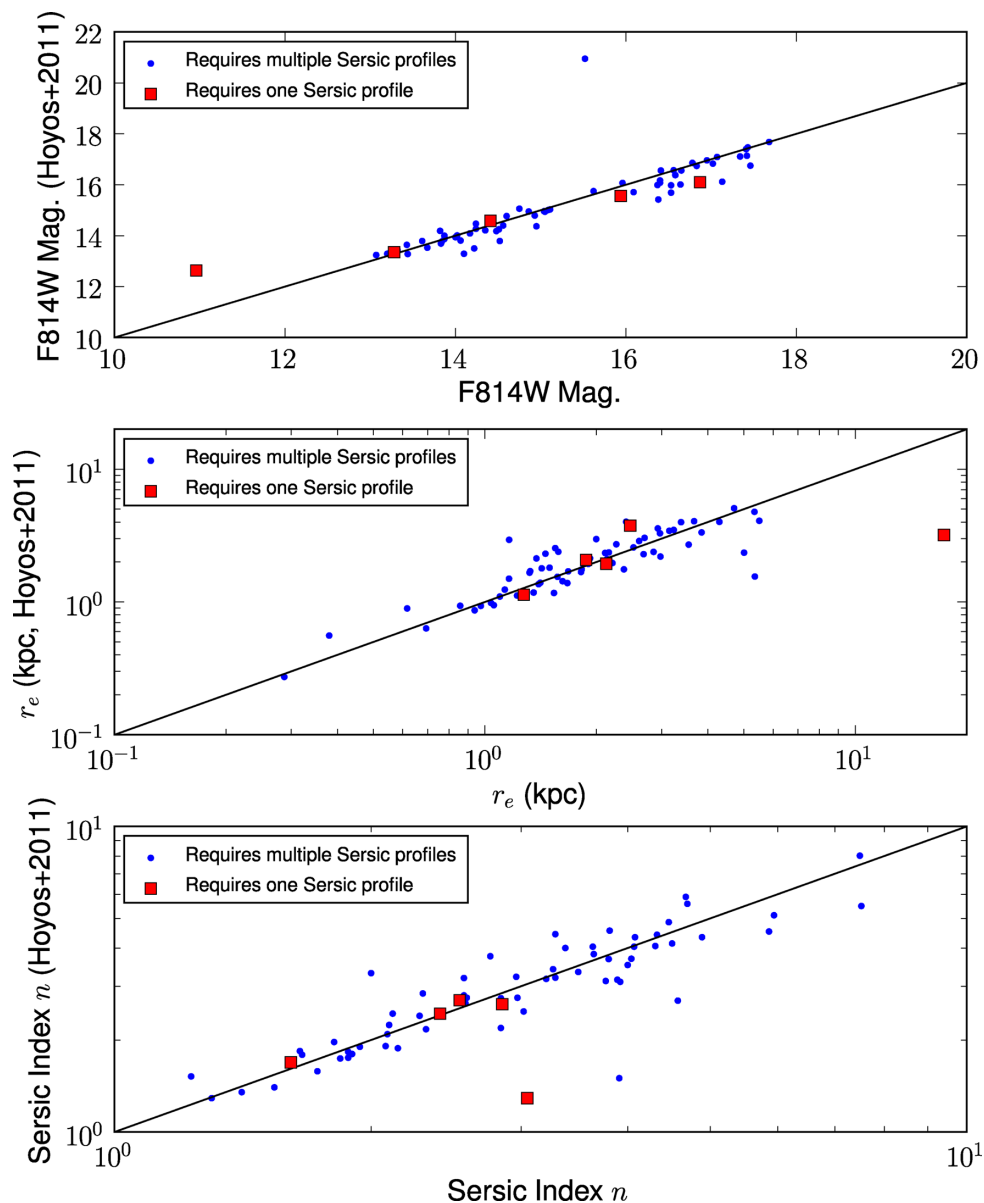 F814W Mag. (Hoyos+2011)
22
20
18
16
14
12
10
Requires multiple Sersic profiles
Requires one Sersic profile
10
12
14
16
18
20
F814W Mag.
r_e (kpc, Hoyos+2011)
10^1
10^0
10^-1
Requires multiple Sersic profiles
Requires one Sersic profile
10^-1
10^0
10^1
r_e (kpc)
Sersic Index n (Hoyos+2011)
10^1
10^0
Requires multiple Sersic profiles
Requires one Sersic profile
10^0
10^1
Sersic Index n